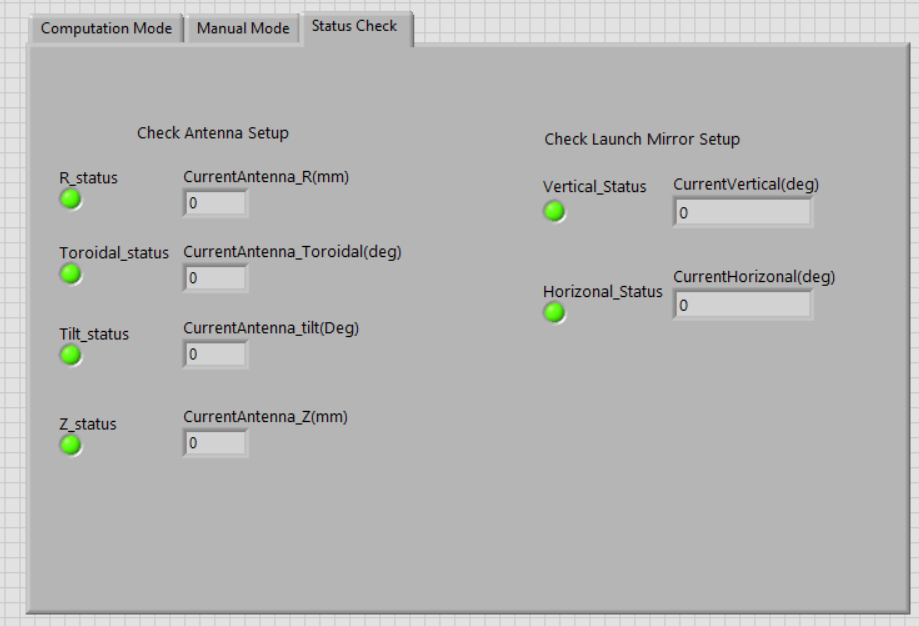 Computation Mode
Manual Mode
Status Check
Check Antenna Setup
R_status
CurrentAntenna_R(mm)
0
Toroidal_status
CurrentAntenna_Toroidal(deg)
0
Tilt_status
CurrentAntenna_tilt(Deg)
0
Z_status
CurrentAntenna_Z(mm)
0
Check Launch Mirror Setup
Vertical_Status
CurrentVertical(deg)
0
Horizonal_Status
CurrentHorizonal(deg)
0